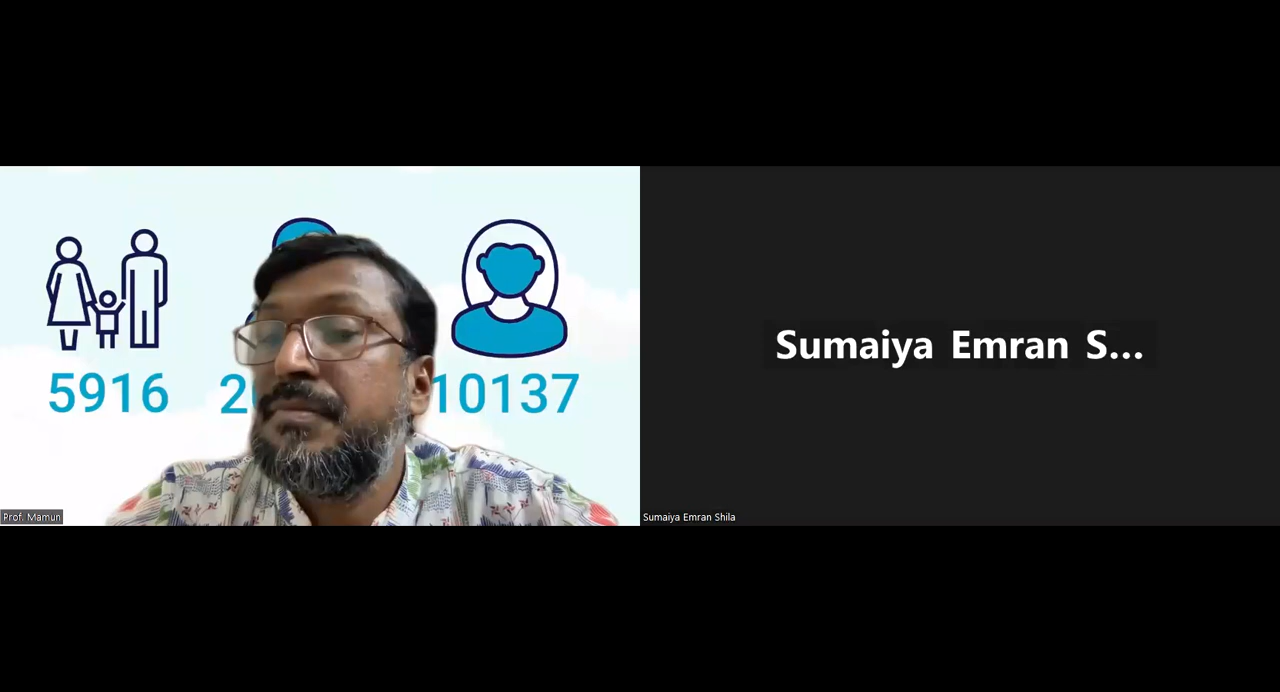 5916
10137
Sumaiya Emran S...
Prof. Mamun
Sumaiya Emran Shila